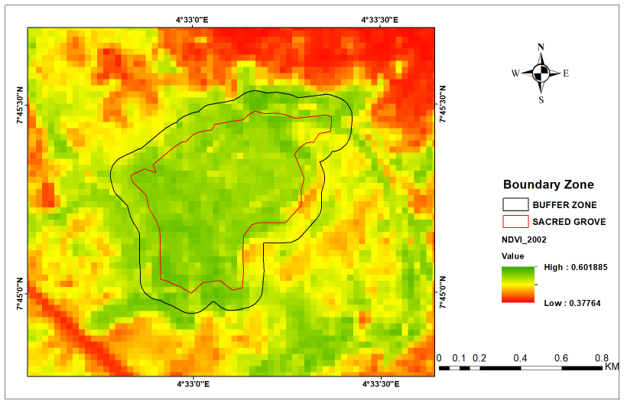 4°33'0"E 4°33'30"E
7°45'30"N 7°45'30"N
7°45'0"N 7°45'0"N
4°33'0"E 4°33'30"E
N
W E
S
Boundary Zone
BUFFER ZONE
SACRED GROVE
NDVI_2002
Value
High : 0.601885
Low : 0.37764
0 0.1 0.2 0.4 0.6 0.8
KM